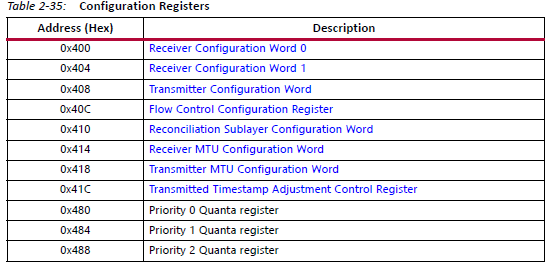 Table 2-35: Configuration Registers
Address (Hex) Description
0x400 Receiver Configuration Word 0
0x404 Receiver Configuration Word 1
0x408 Transmitter Configuration Word
0x40C Flow Control Configuration Register
0x410 Reconciliation Sublayer Configuration Word
0x414 Receiver MTU Configuration Word
0x418 Transmitter MTU Configuration Word
0x41C Transmitted Timestamp Adjustment Control Register
0x480 Priority 0 Quanta register
0x484 Priority 1 Quanta register
0x488 Priority 2 Quanta register